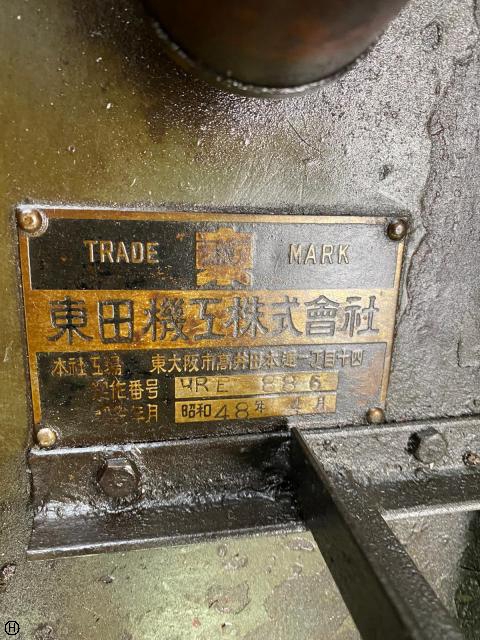 TRADE MARK
東田機工株式會社
本社工場 東大阪市高井田本通一丁目十四
製作番号 HRE 886
年月 昭和48年 4月
H